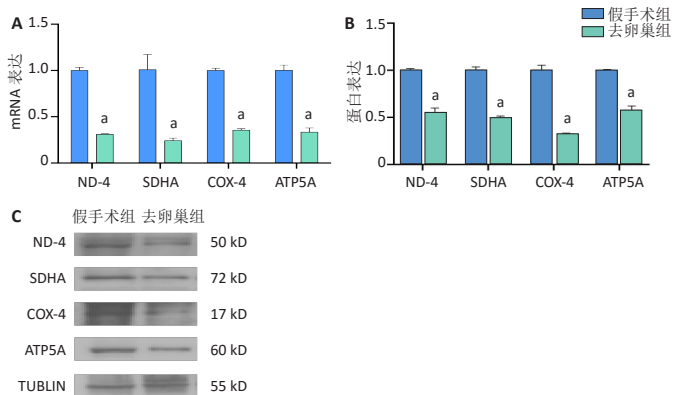 A
mRNA 表达
1.5
1.0
0.5
0
a
a
a
a
ND-4
SDHA
COX-4
ATP5A
B
假手术组
去卵巢组
蛋白表达
1.5
1.0
0.5
0
a
a
a
a
ND-4
SDHA
COX-4
ATP5A
C
假手术组 去卵巢组
ND-4 50 kD
SDHA 72 kD
COX-4 17 kD
ATP5A 60 kD
TUBLIN 55 kD